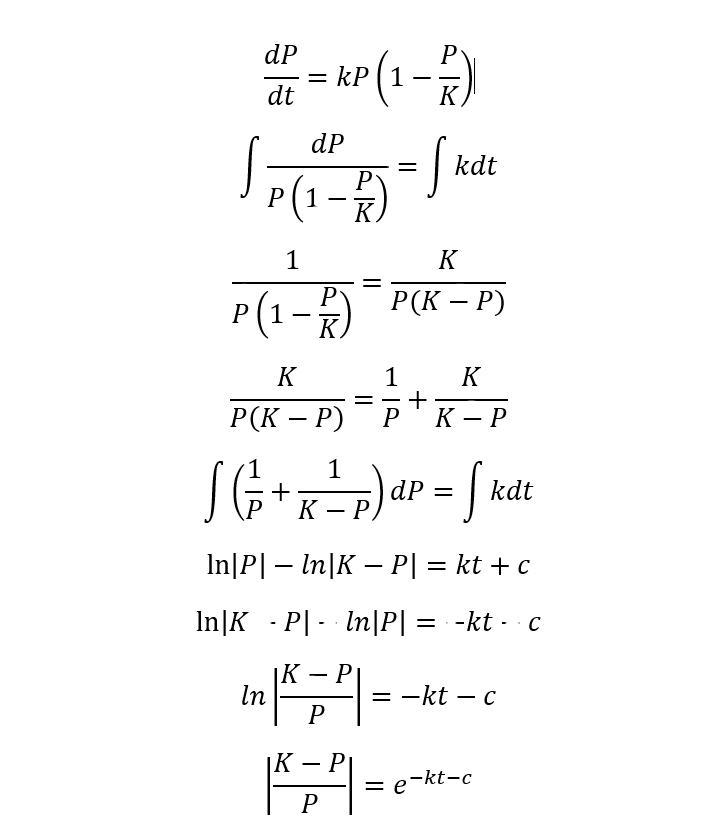 dP/dt = kP(1 − P/K)
∫ dP/(P(1 − P/K)) = ∫ kdt
1/(P(1 − P/K)) = K/(P(K − P))
K/(P(K − P)) = 1/P + K/(K − P)
∫ (1/P + 1/(K − P)) dP = ∫ kdt
ln|P| − ln|K − P| = kt + c
ln|K - P| - ln|P| = -kt - c
ln |(K − P)/P| = −kt − c
|(K − P)/P| = e^(−kt−c)